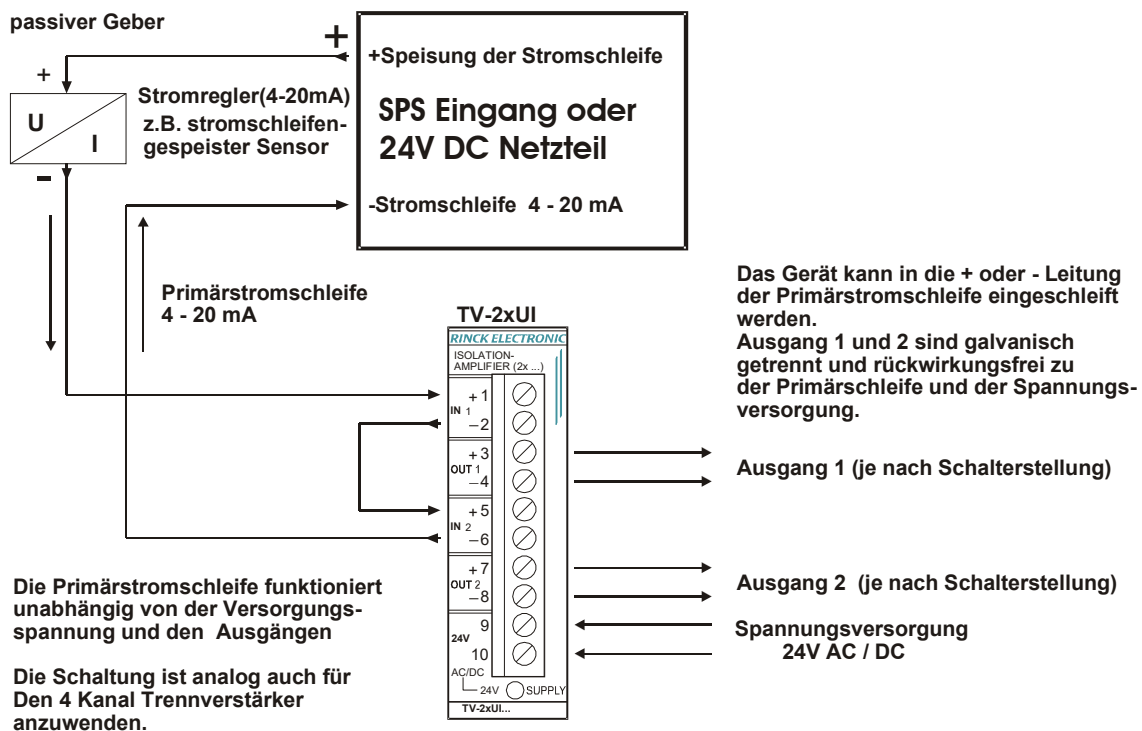 passiver Geber
+
+Speisung der Stromschleife
+
Stromregler(4-20mA)
z.B. stromschleifen-
gespeister Sensor
U
I
-
SPS Eingang oder
24V DC Netzteil
-Stromschleife 4 - 20 mA
Primärstromschleife
4 - 20 mA
Das Gerät kann in die + oder - Leitung
der Primärstromschleife eingeschleift
werden.
Ausgang 1 und 2 sind galvanisch
getrennt und rückwirkungsfrei zu
der Primärschleife und der Spannungs-
versorgung.
TV-2xUI
RINCK ELECTRONIC
ISOLATION-
AMPLIFIER (2x ...)
+ 1
IN 1
–2
+ 3
OUT 1
–4
+ 5
IN 2
–6
+ 7
OUT 2
–8
9
24V
10
AC/DC
24V SUPPLY
TV-2xUI...
Ausgang 1 (je nach Schalterstellung)
Ausgang 2 (je nach Schalterstellung)
Spannungsversorgung
24V AC / DC
Die Primärstromschleife funktioniert
unabhängig von der Versorgungs-
spannung und den Ausgängen
Die Schaltung ist analog auch für
Den 4 Kanal Trennverstärker
anzuwenden.